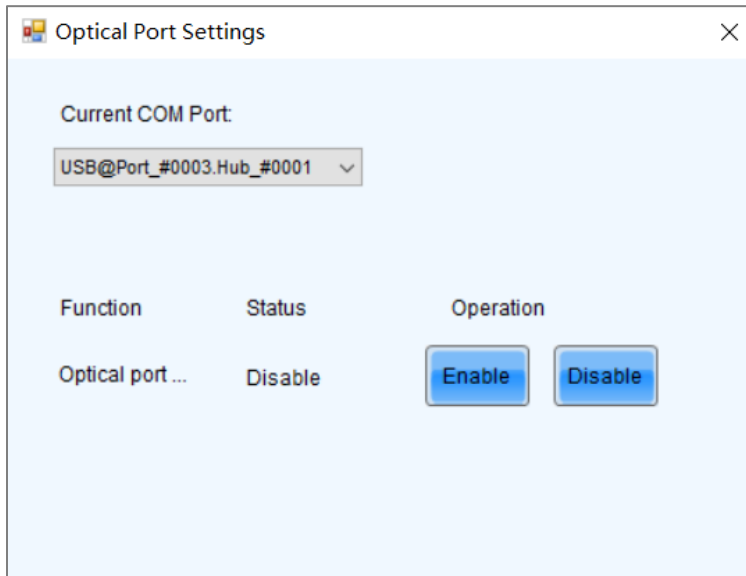 Optical Port Settings
Current COM Port:
USB@Port_#0003.Hub_#0001
Function Status Operation
Optical port ... Disable Enable Disable